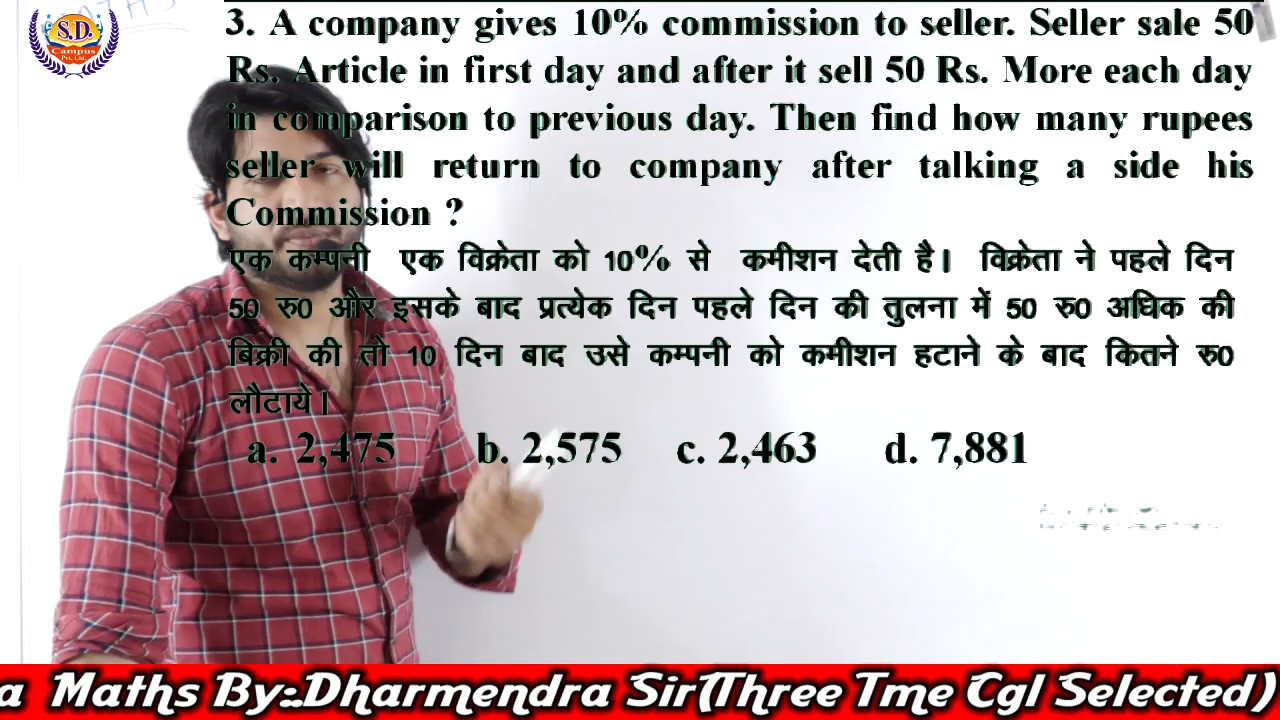 S.D.
Campus
Pvt. Ltd.
3. A company gives 10% commission to seller. Seller sale 50
Rs. Article in first day and after it sell 50 Rs. More each day
in comparison to previous day. Then find how many rupees
seller will return to company after talking a side his
Commission ?
एक कम्पनी एक विक्रेता को 10% से कमीशन देती है। विक्रेता ने पहले दिन
50 रु0 और इसके बाद प्रत्येक दिन पहले दिन की तुलना में 50 रु0 अधिक की
बिक्री की तो 10 दिन बाद उसे कम्पनी को कमीशन हटाने के बाद कितने रु0
लौटाये।
a. 2,475 b. 2,575 c. 2,463 d. 7,881
a Maths By:-Dharmendra Sir(Three Tme Cgl Selected)